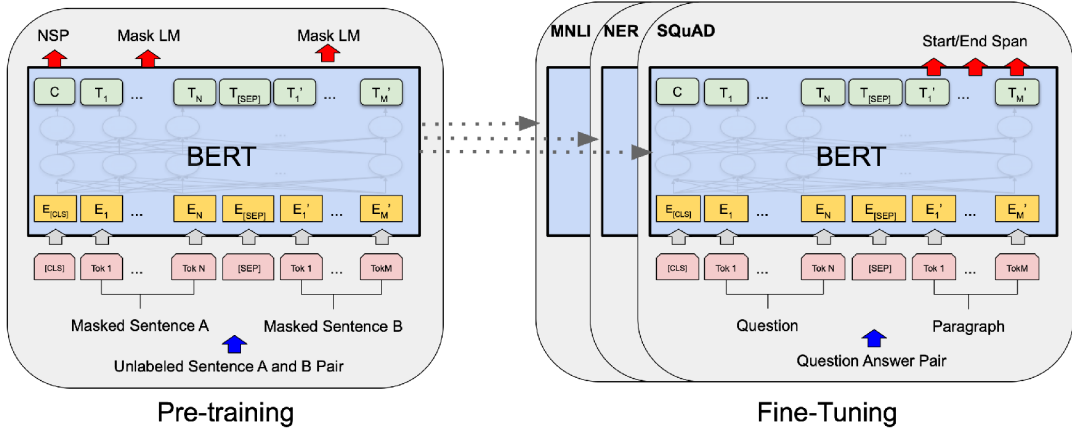 NSP Mask LM Mask LM
C T1 ... TN T[SEP] T1' ... TM'
...
BERT
...
E[CLS] E1 ... EN E[SEP] E1' ... EM'
[CLS] Tok 1 ... Tok N [SEP] Tok 1 ... TokM
Masked Sentence A Masked Sentence B
Unlabeled Sentence A and B Pair
Pre-training
MNLI NER SQuAD
Start/End Span
C T1 ... TN T[SEP] T1' ... TM'
...
BERT
...
E[CLS] E1 ... EN E[SEP] E1' ... EM'
[CLS] Tok 1 ... Tok N [SEP] Tok 1 ... TokM
Question Paragraph
Question Answer Pair
Fine-Tuning